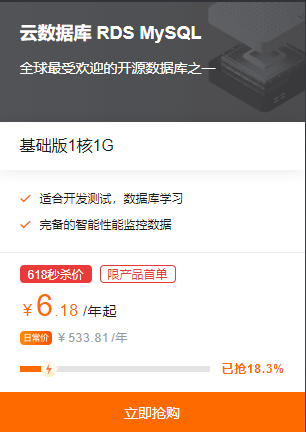 云数据库 RDS MySQL
全球最受欢迎的开源数据库之一
基础版1核1G
适合开发测试，数据库学习
完备的智能性能监控数据
618秒杀价 限产品首单
￥6.18 /年起
日常价 ￥533.81/年
已抢18.3%
立即抢购